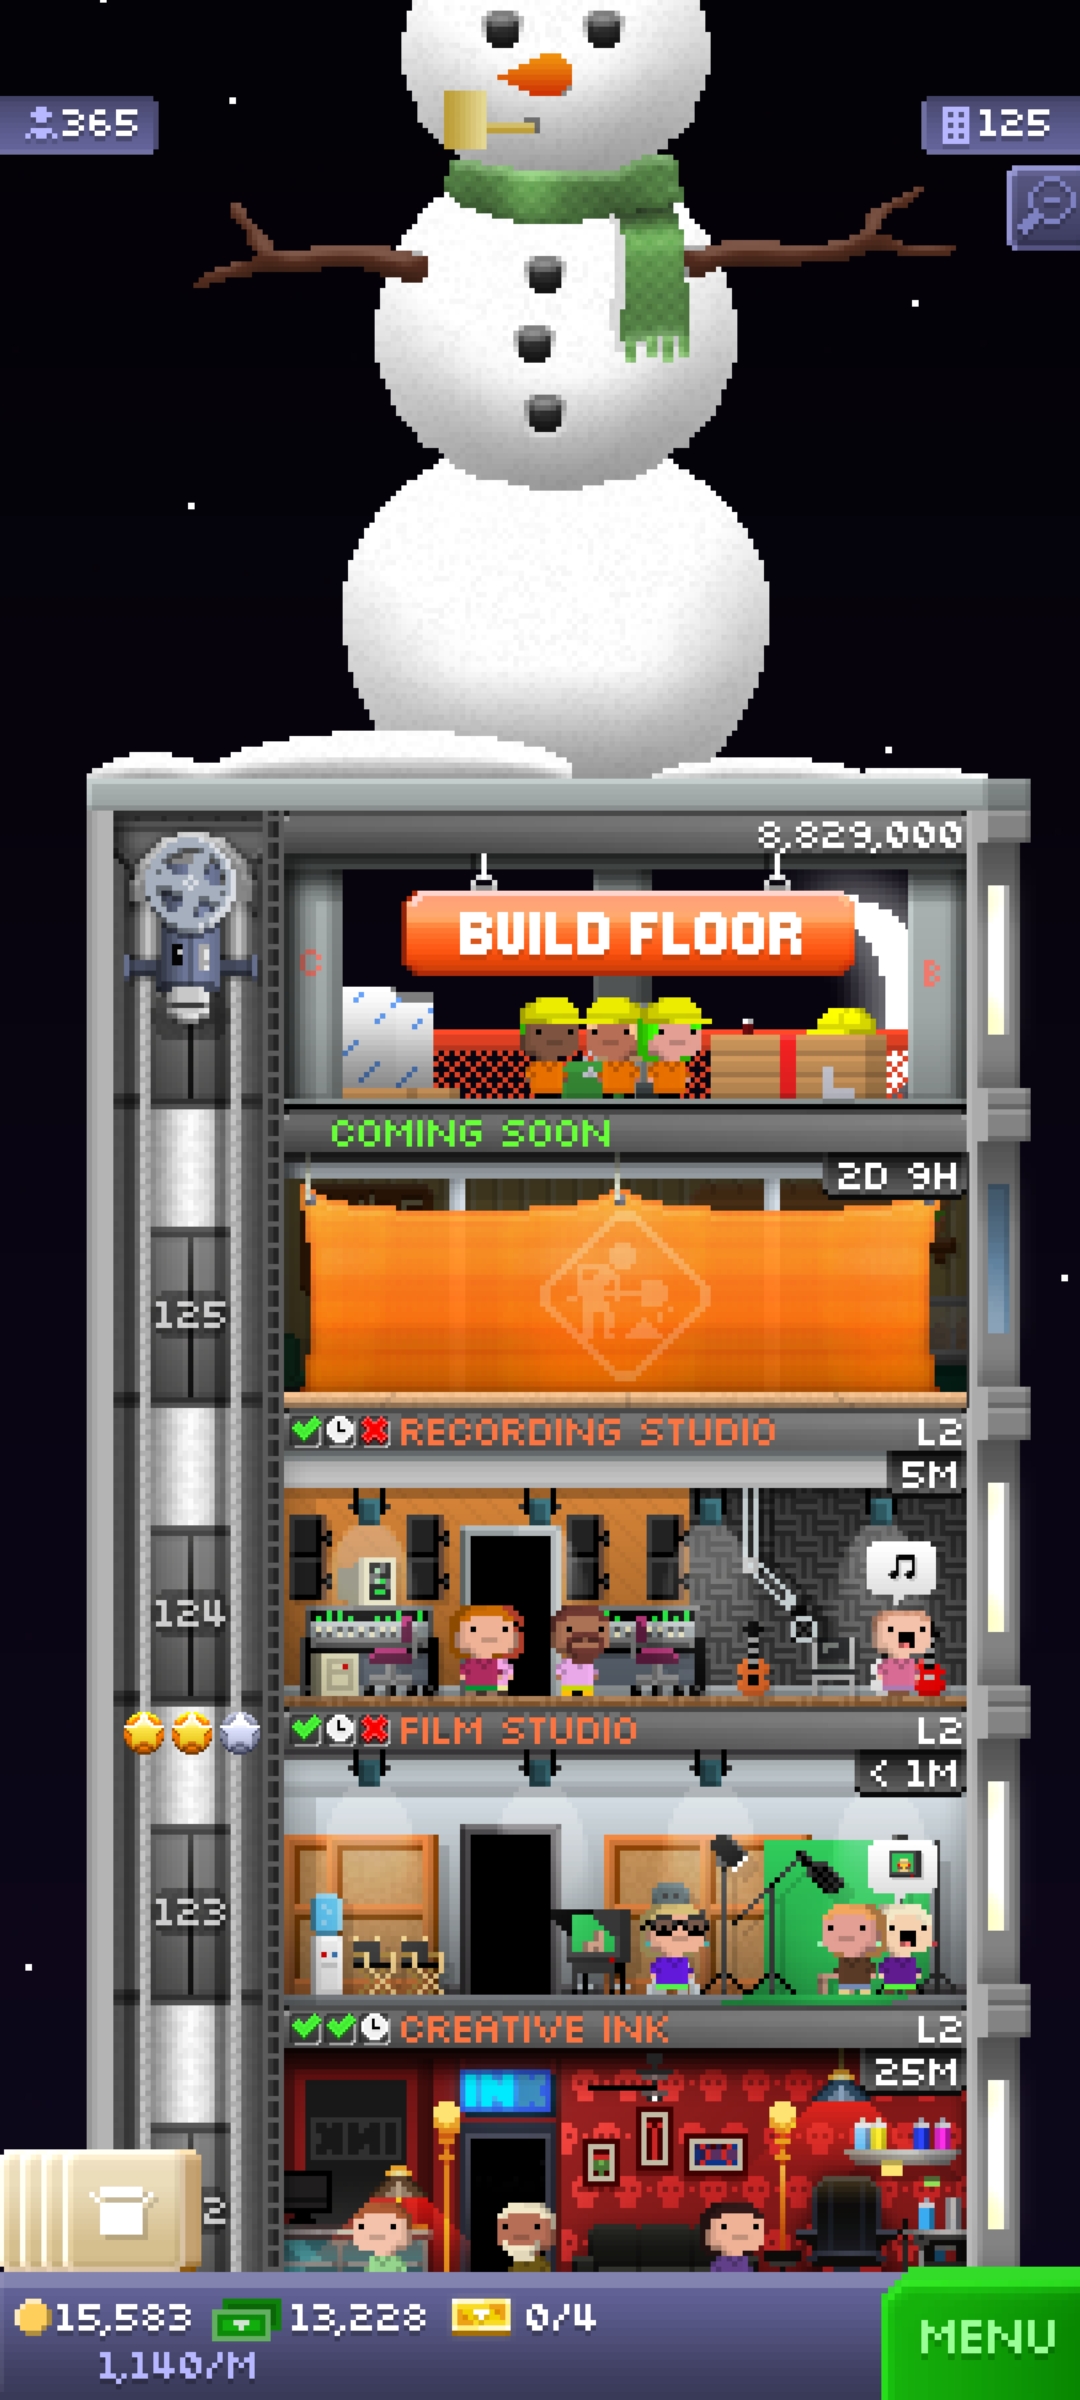 365
125
8,829,000
BUILD FLOOR
C
B
COMING SOON
2D 9H
125
RECORDING STUDIO L2
5M
124
FILM STUDIO L2
< 1M
123
CREATIVE INK L2
25M
INK
INK
2
15,583 13,228 0/4
1,140/M
MENU